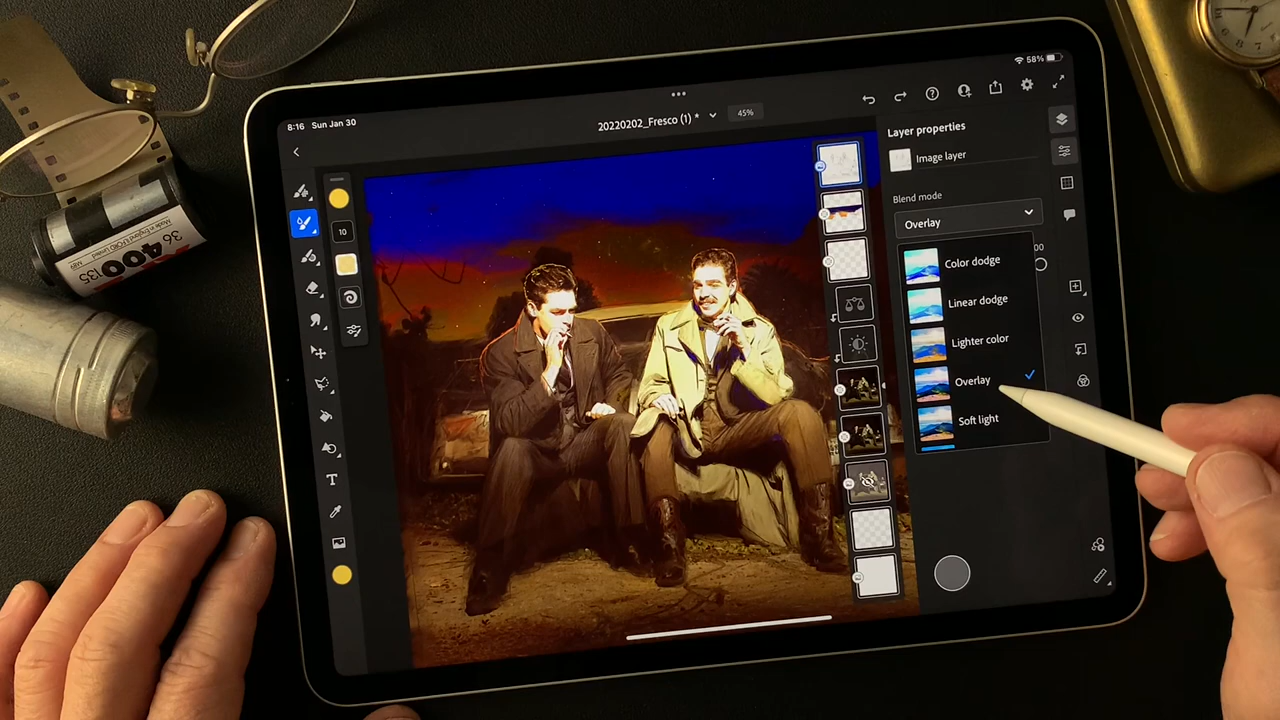 8:16 Sun Jan 30
58%
20220202_Fresco (1) *
45%
Layer properties
Image layer
Blend mode
Overlay
00
Color dodge
Linear dodge
Lighter color
Overlay
Soft light
10
T
400
36
135